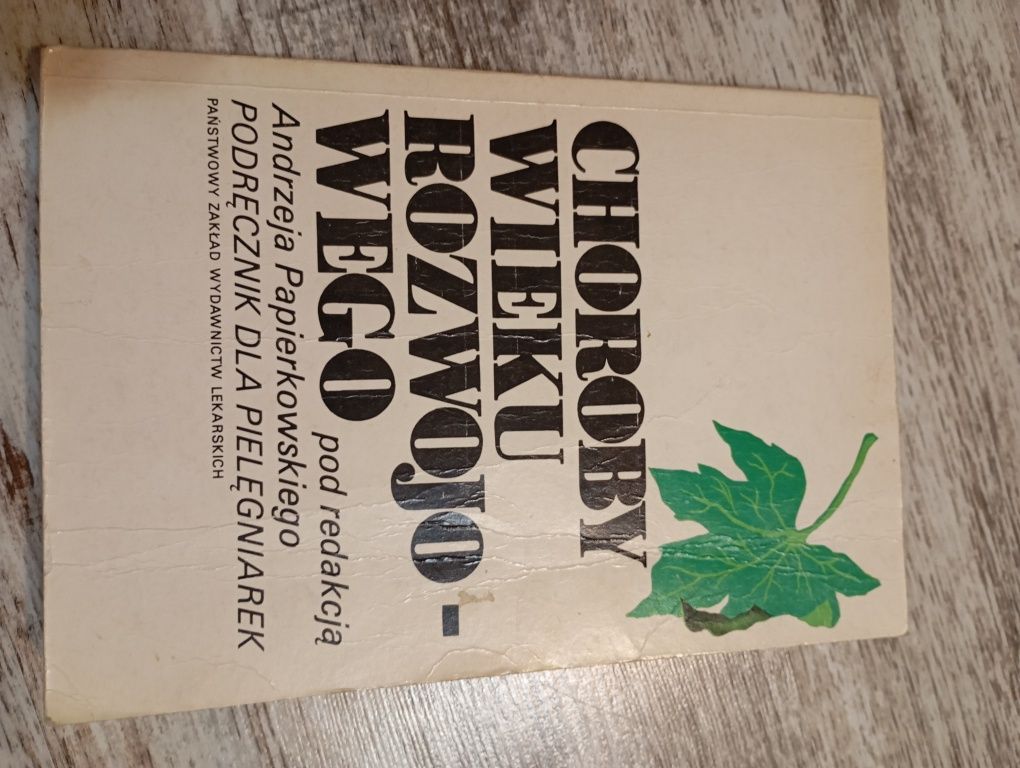 CHOROBY
WIEKU
ROZWOJO-
WEGO pod redakcją
Andrzeja Papierkowskiego
PODRĘCZNIK DLA PIELĘGNIAREK
PAŃSTWOWY ZAKŁAD WYDAWNICTW LEKARSKICH